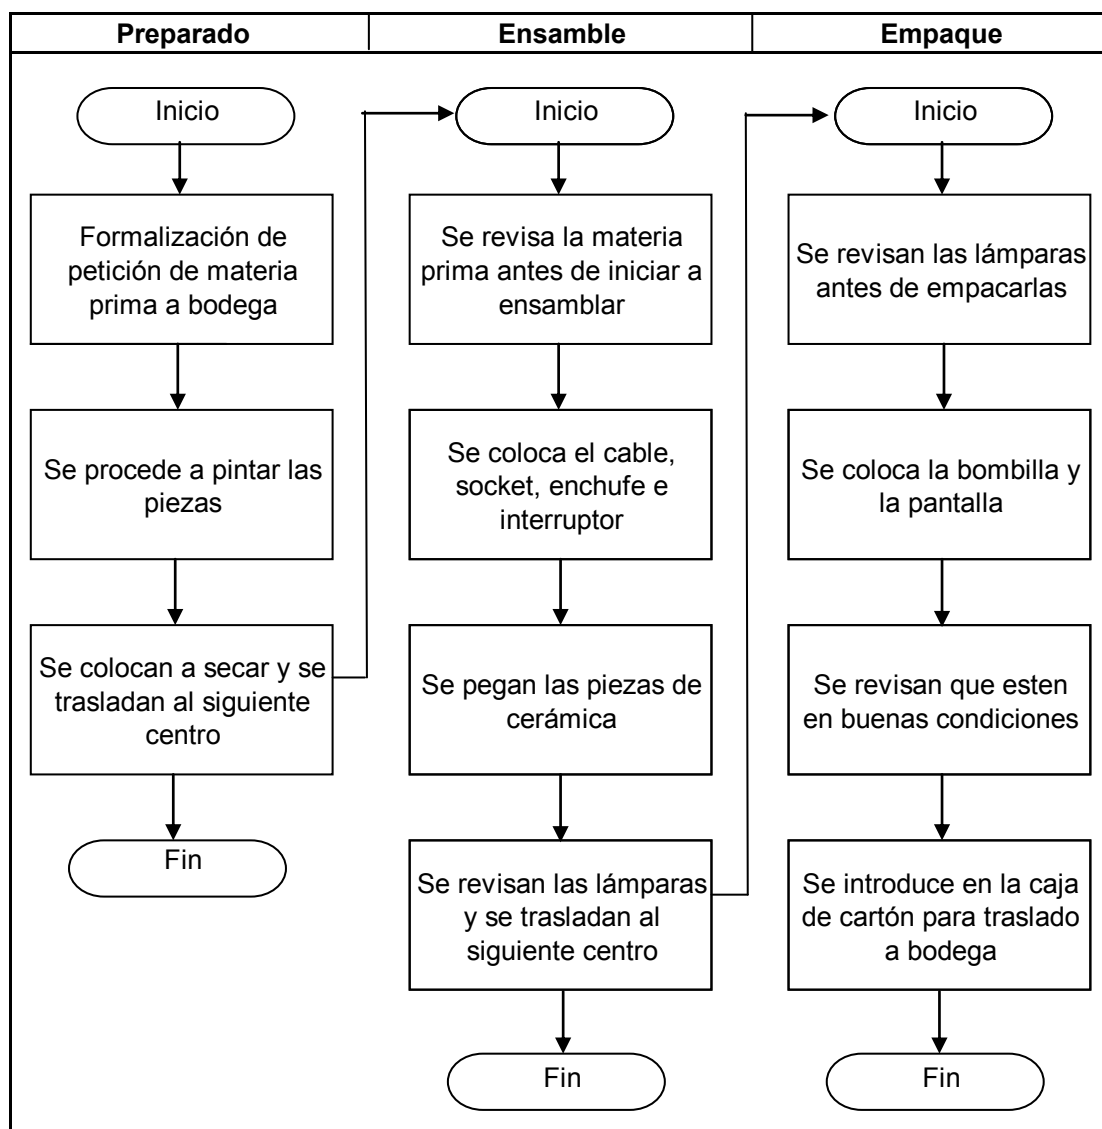 Preparado
Ensamble
Empaque
Inicio
Formalización de
petición de materia
prima a bodega
Se procede a pintar las
piezas
Se colocan a secar y se
trasladan al siguiente
centro
Fin
Inicio
Se revisa la materia
prima antes de iniciar a
ensamblar
Se coloca el cable,
socket, enchufe e
interruptor
Se pegan las piezas de
cerámica
Se revisan las lámparas
y se trasladan al
siguiente centro
Fin
Inicio
Se revisan las lámparas
antes de empacarlas
Se coloca la bombilla y
la pantalla
Se revisan que esten
en buenas condiciones
Se introduce en la caja
de cartón para traslado
a bodega
Fin